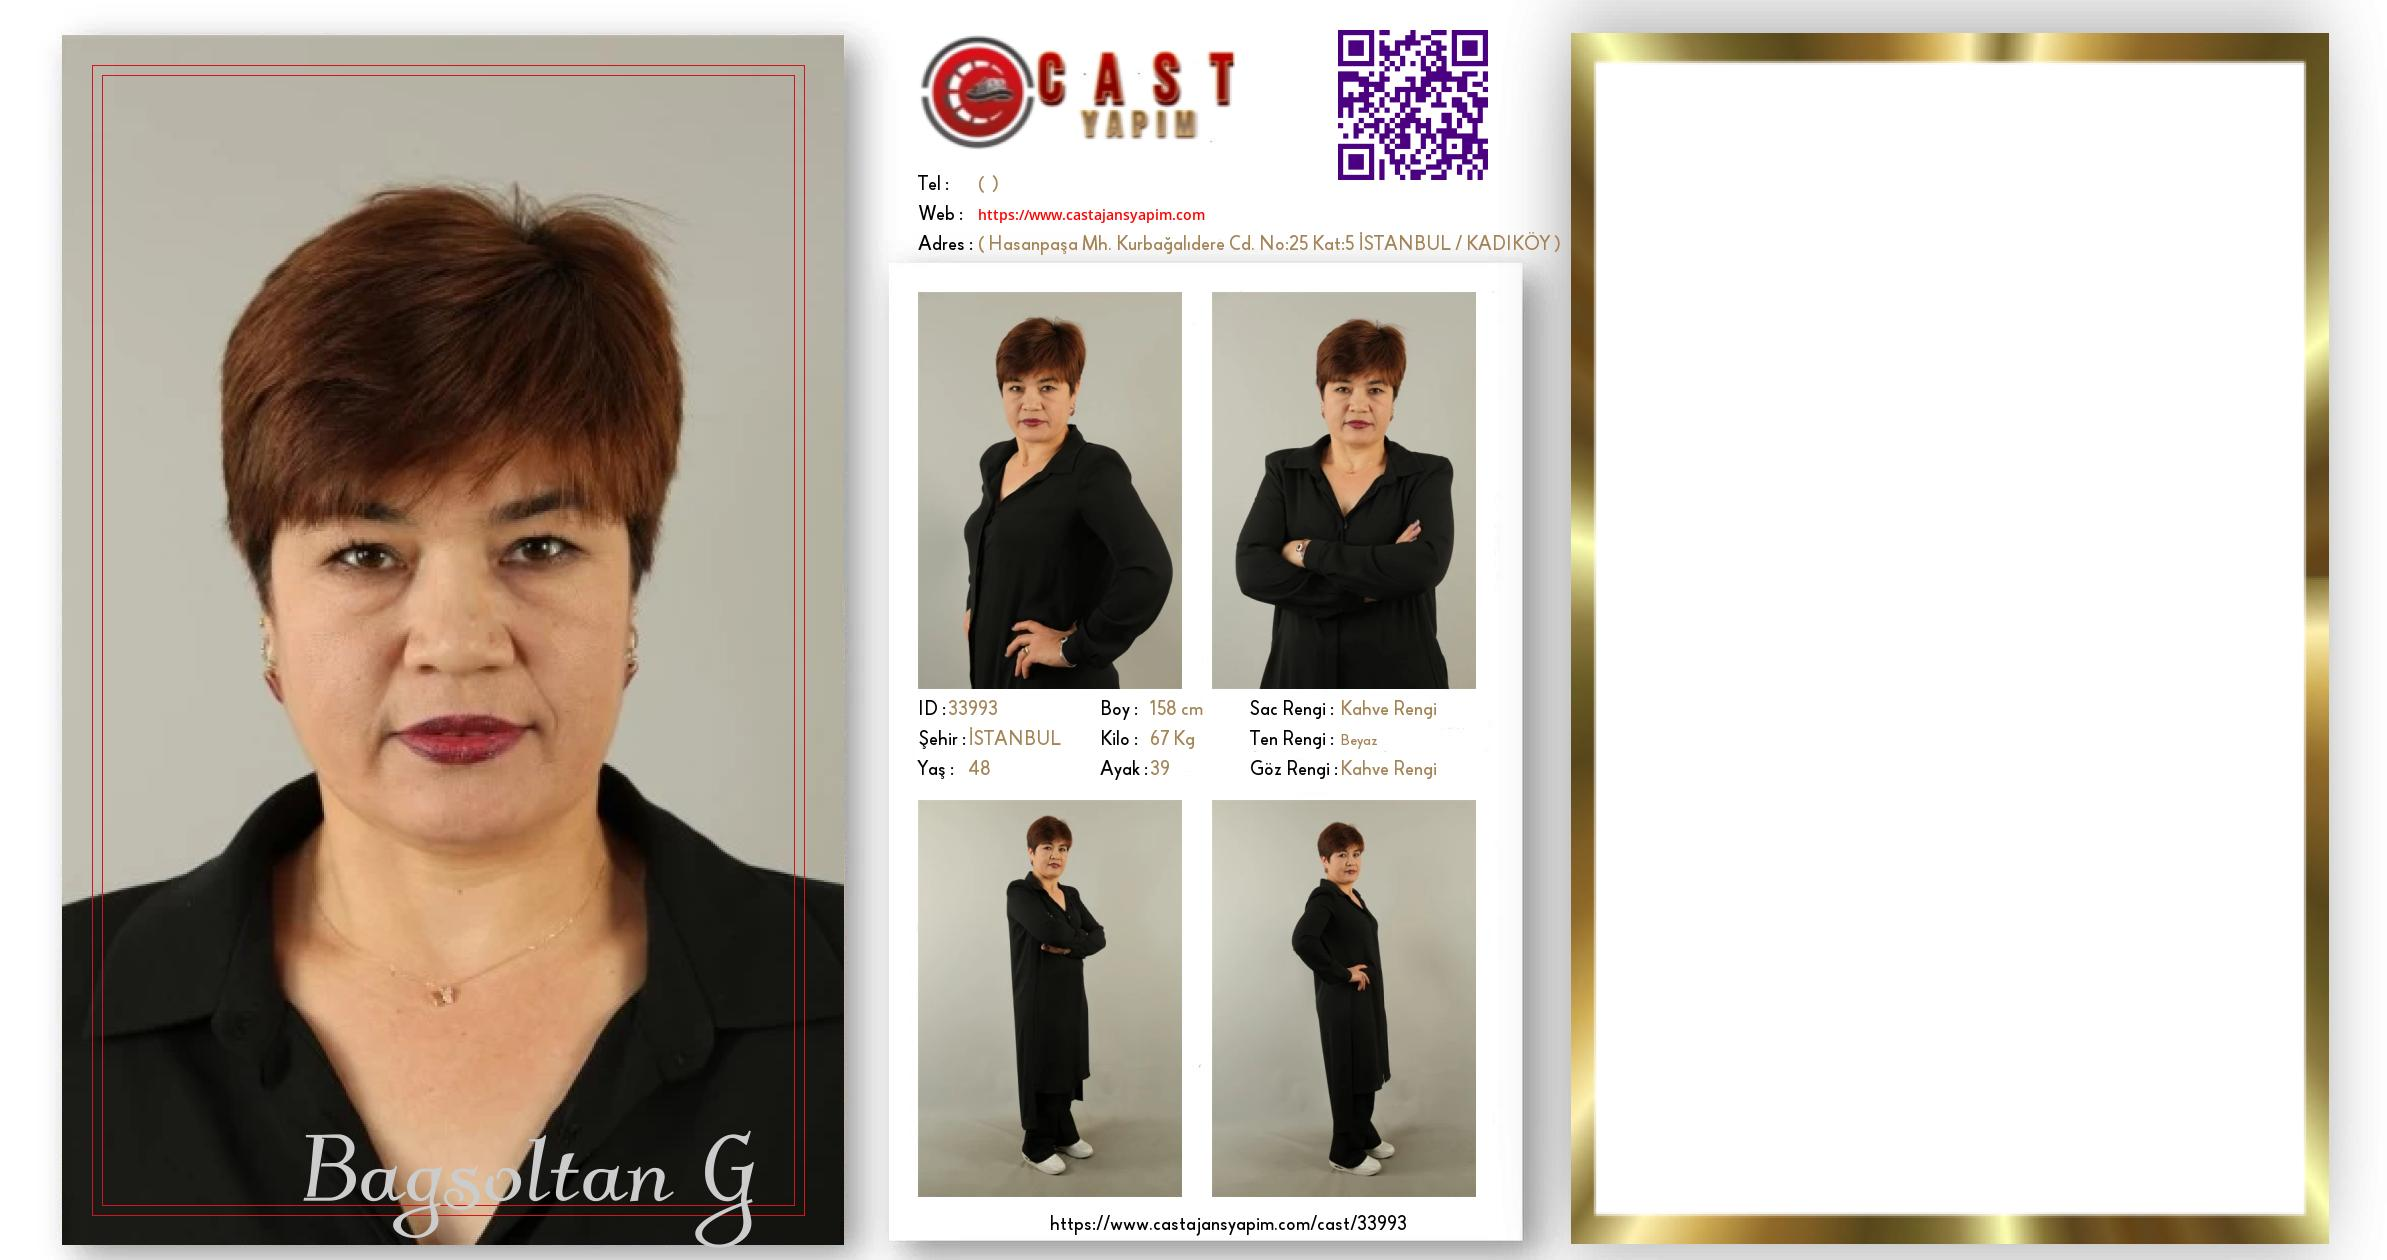 Bagsoltan G
CAST
YAPIM
Tel : ( )
Web : https://www.castajansyapim.com
Adres : ( Hasanpaşa Mh. Kurbağalıdere Cd. No:25 Kat:5 İSTANBUL / KADIKÖY )
ID : 33993 Boy : 158 cm Sac Rengi : Kahve Rengi
Şehir : İSTANBUL Kilo : 67 Kg Ten Rengi : Beyaz
Yaş : 48 Ayak : 39 Göz Rengi : Kahve Rengi
https://www.castajansyapim.com/cast/33993